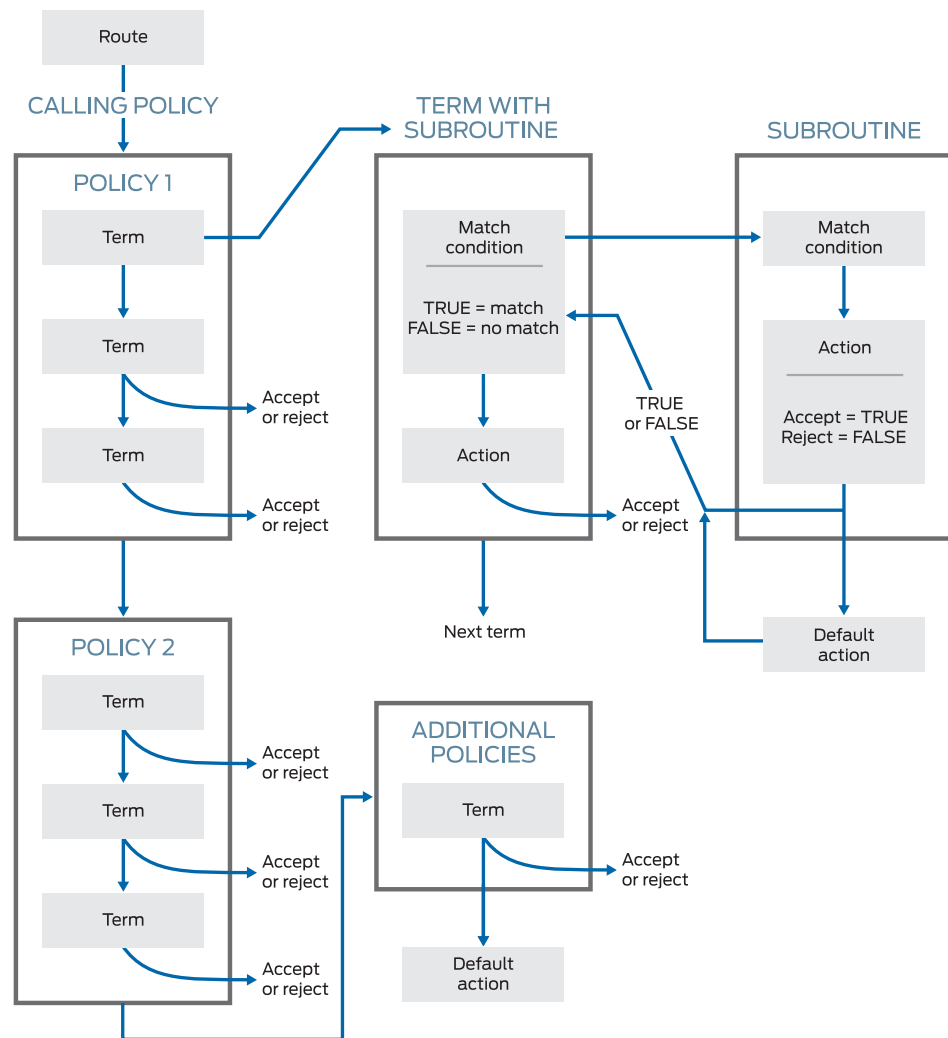 Route
CALLING POLICY
POLICY 1
Term
Term
Accept
or reject
Term
Accept
or reject
TERM WITH
SUBROUTINE
Match
condition
TRUE = match
FALSE = no match
Action
Accept
or reject
Next term
TRUE
or FALSE
SUBROUTINE
Match
condition
Action
Accept = TRUE
Reject = FALSE
Default
action
POLICY 2
Term
Accept
or reject
Term
Accept
or reject
Term
Accept
or reject
ADDITIONAL
POLICIES
Term
Accept
or reject
Default
action